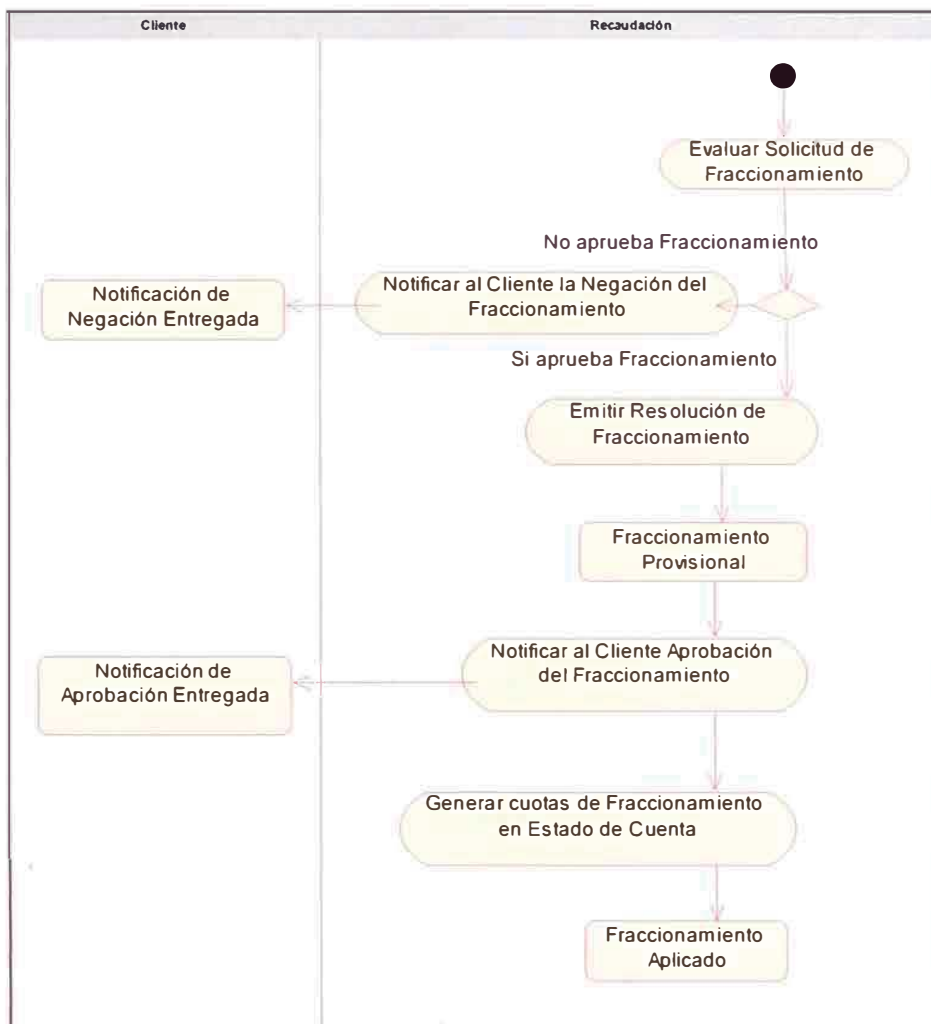 Cliente
Recaudación
Evaluar Solicitud de
Fraccionamiento
No aprueba Fraccionamiento
Notificar al Cliente la Negación del
Fraccionamiento
Notificación de
Negación Entregada
Si aprueba Fraccionamiento
Emitir Resolución de
Fraccionamiento
Fraccionamiento
Provisional
Notificar al Cliente Aprobación
del Fraccionamiento
Notificación de
Aprobación Entregada
Generar cuotas de Fraccionamiento
en Estado de Cuenta
Fraccionamiento
Aplicado